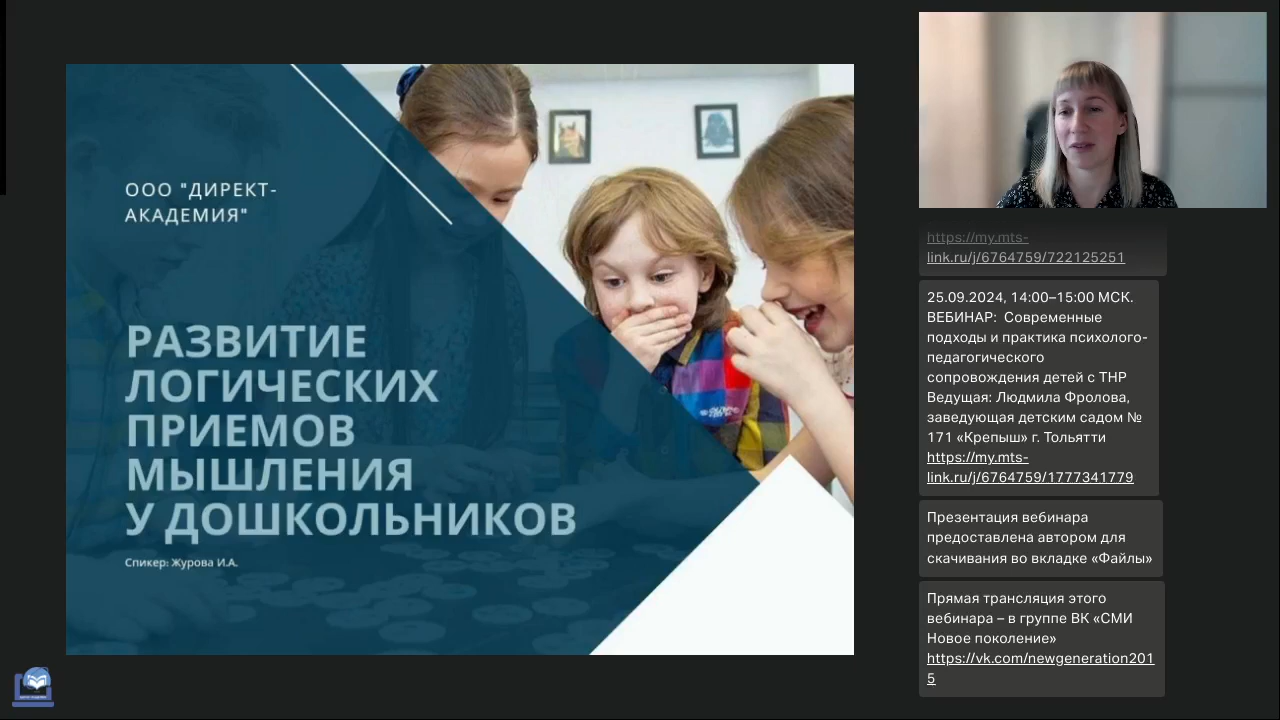 ООО "ДИРЕКТ-
АКАДЕМИЯ"
РАЗВИТИЕ
ЛОГИЧЕСКИХ
ПРИЕМОВ
МЫШЛЕНИЯ
У ДОШКОЛЬНИКОВ
Спикер: Журова И.А.
https://my.mts-
link.ru/j/6764759/722125251
25.09.2024, 14:00–15:00 МСК.
ВЕБИНАР: Современные
подходы и практика психолого-
педагогического
сопровождения детей с ТНР
Ведущая: Людмила Фролова,
заведующая детским садом №
171 «Крепыш» г. Тольятти
https://my.mts-
link.ru/j/6764759/1777341779
Презентация вебинара
предоставлена автором для
скачивания во вкладке «Файлы»
Прямая трансляция этого
вебинара – в группе ВК «СМИ
Новое поколение»
https://vk.com/newgeneration201
5